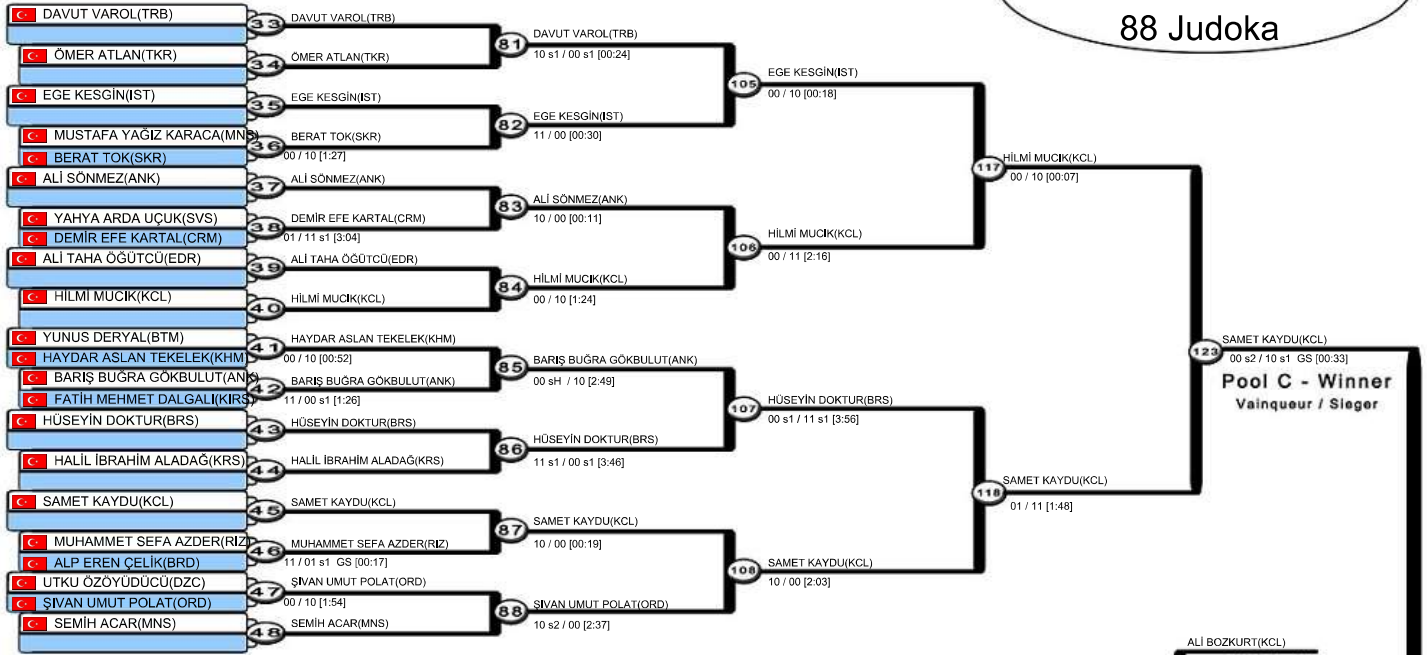 88 Judoka
DAVUT VAROL(TRB)
ÖMER ATLAN(TKR)
EGE KESGİN(IST)
MUSTAFA YAĞIZ KARACA(MNS)
BERAT TOK(SKR)
ALİ SÖNMEZ(ANK)
YAHYA ARDA UÇUK(SVS)
DEMİR EFE KARTAL(CRM)
ALİ TAHA ÖĞÜTCÜ(EDR)
HİLMİ MUCIK(KCL)
YUNUS DERYAL(BTM)
HAYDAR ASLAN TEKELEK(KHM)
BARIŞ BUĞRA GÖKBULUT(ANK)
FATİH MEHMET DALGALI(KIRS)
HÜSEYİN DOKTUR(BRS)
HALİL İBRAHİM ALADAĞ(KRS)
SAMET KAYDU(KCL)
MUHAMMET SEFA AZDER(RIZ)
ALP EREN ÇELİK(BRD)
UTKU ÖZÖYÜDÜCÜ(DZC)
ŞIVAN UMUT POLAT(ORD)
SEMİH ACAR(MNS)
33 DAVUT VAROL(TRB)
34 ÖMER ATLAN(TKR)
35 EGE KESGİN(IST)
36 BERAT TOK(SKR)
00 / 10 [1:27]
37 ALİ SÖNMEZ(ANK)
38 DEMİR EFE KARTAL(CRM)
01 / 11 s1 [3:04]
39 ALİ TAHA ÖĞÜTCÜ(EDR)
40 HİLMİ MUCIK(KCL)
41 HAYDAR ASLAN TEKELEK(KHM)
00 / 10 [00:52]
42 BARIŞ BUĞRA GÖKBULUT(ANK)
11 / 00 s1 [1:26]
43 HÜSEYİN DOKTUR(BRS)
44 HALİL İBRAHİM ALADAĞ(KRS)
45 SAMET KAYDU(KCL)
46 MUHAMMET SEFA AZDER(RIZ)
11 / 01 s1 GS [00:17]
47 ŞIVAN UMUT POLAT(ORD)
00 / 10 [1:54]
48 SEMİH ACAR(MNS)
81 DAVUT VAROL(TRB)
10 s1 / 00 s1 [00:24]
82 EGE KESGİN(IST)
11 / 00 [00:30]
83 ALİ SÖNMEZ(ANK)
10 / 00 [00:11]
84 HİLMİ MUCIK(KCL)
00 / 10 [1:24]
85 BARIŞ BUĞRA GÖKBULUT(ANK)
00 sH / 10 [2:49]
86 HÜSEYİN DOKTUR(BRS)
11 s1 / 00 s1 [3:46]
87 SAMET KAYDU(KCL)
10 / 00 [00:19]
88 ŞIVAN UMUT POLAT(ORD)
10 s2 / 00 [2:37]
105 EGE KESGİN(IST)
00 / 10 [00:18]
106 HİLMİ MUCIK(KCL)
00 / 11 [2:16]
107 HÜSEYİN DOKTUR(BRS)
00 s1 / 11 s1 [3:56]
108 SAMET KAYDU(KCL)
10 / 00 [2:03]
117 HİLMİ MUCIK(KCL)
00 / 10 [00:07]
118 SAMET KAYDU(KCL)
01 / 11 [1:48]
123 SAMET KAYDU(KCL)
00 s2 / 10 s1 GS [00:33]
Pool C - Winner
Vainqueur / Sieger
ALİ BOZKURT(KCL)